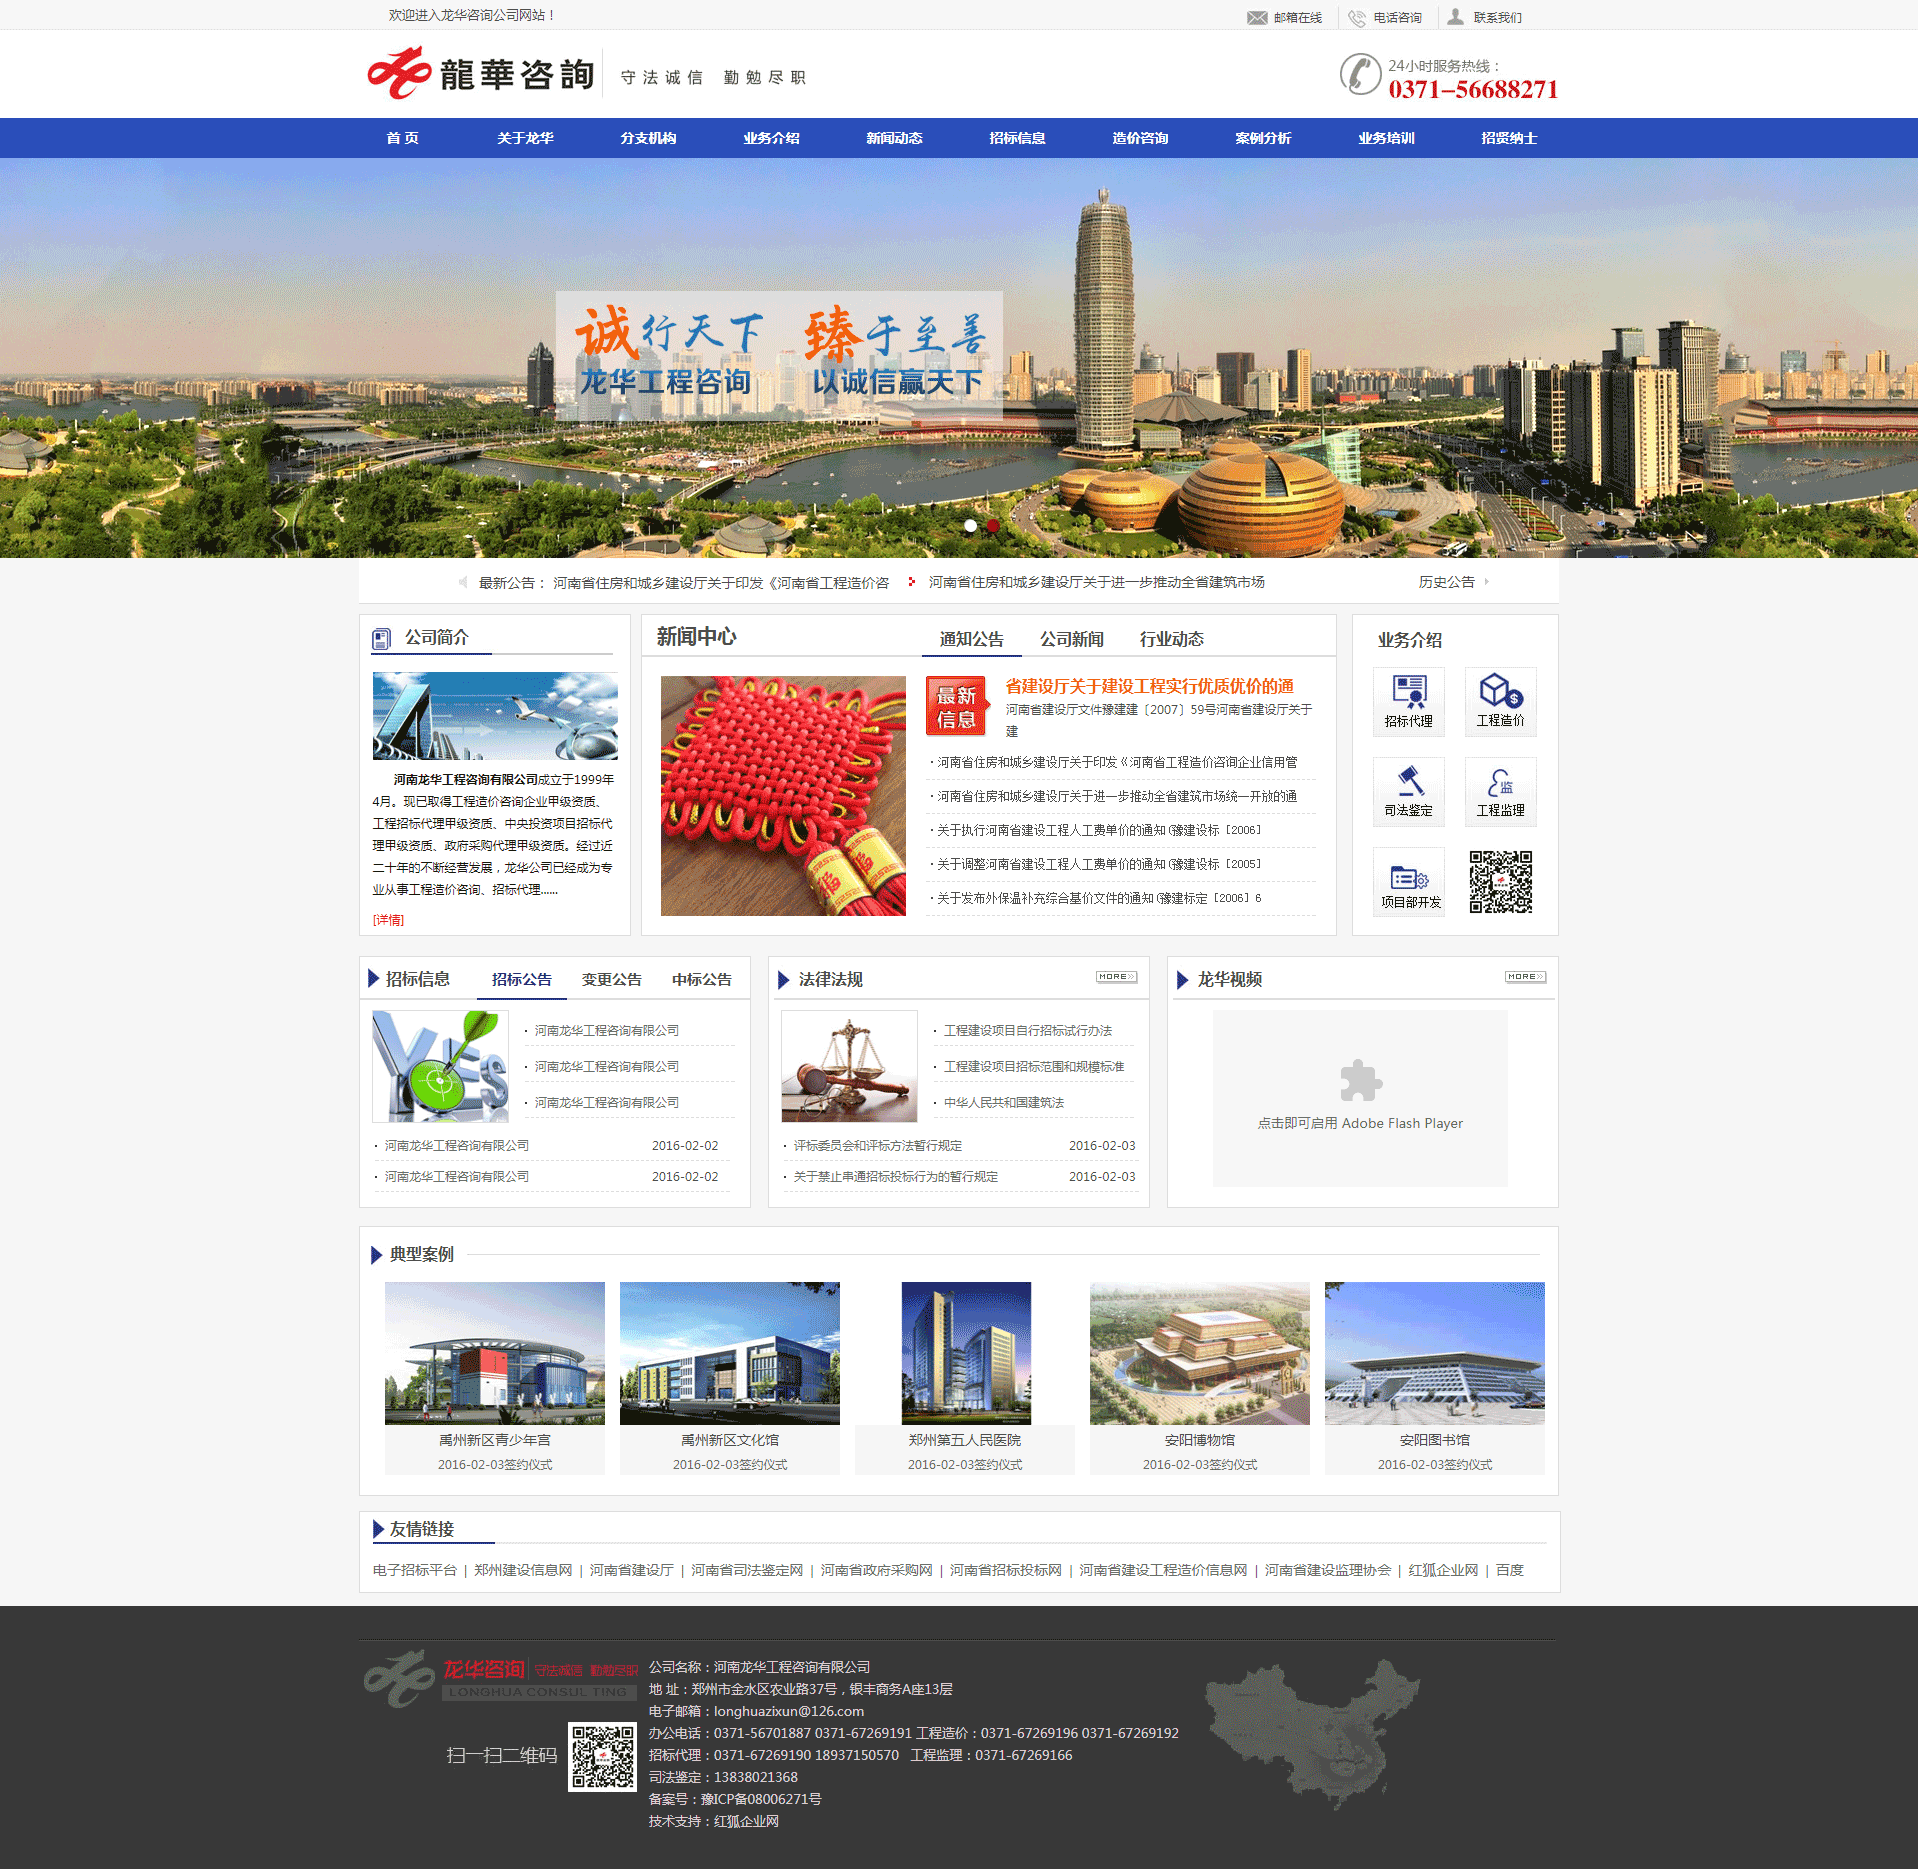 欢迎进入龙华咨询公司网站！
邮箱在线
电话咨询
联系我们
龍華咨詢
守法诚信 勤勉尽职
24小时服务热线：
0371-56688271
首 页
关于龙华
分支机构
业务介绍
新闻动态
招标信息
造价咨询
案例分析
业务培训
招贤纳士
诚行天下 臻于至善
龙华工程咨询 以诚信赢天下
最新公告： 河南省住房和城乡建设厅关于印发《河南省工程造价咨
河南省住房和城乡建设厅关于进一步推动全省建筑市场
历史公告
公司简介
河南龙华工程咨询有限公司成立于1999年
4月。现已取得工程造价咨询企业甲级资质、
工程招标代理甲级资质、中央投资项目招标代
理甲级资质、政府采购代理甲级资质。经过近
二十年的不断经营发展，龙华公司已经成为专
业从事工程造价咨询、招标代理......
[详情]
新闻中心
通知公告
公司新闻
行业动态
最新
信息
省建设厅关于建设工程实行优质优价的通
河南省建设厅文件豫建建〔2007〕59号河南省建设厅关于
建
·河南省住房和城乡建设厅关于印发《河南省工程造价咨询企业信用管
·河南省住房和城乡建设厅关于进一步推动全省建筑市场统一开放的通
·关于执行河南省建设工程人工费单价的通知(豫建设标［2006］
·关于调整河南省建设工程人工费单价的通知(豫建设标［2005］
·关于发布外保温补充综合基价文件的通知(豫建标定［2006］6
业务介绍
招标代理
工程造价
司法鉴定
监
工程监理
项目部开发
招标信息
招标公告
变更公告
中标公告
YES
· 河南龙华工程咨询有限公司
· 河南龙华工程咨询有限公司
· 河南龙华工程咨询有限公司
· 河南龙华工程咨询有限公司 2016-02-02
· 河南龙华工程咨询有限公司 2016-02-02
法律法规
MORE
· 工程建设项目自行招标试行办法
· 工程建设项目招标范围和规模标准
· 中华人民共和国建筑法
· 评标委员会和评标方法暂行规定 2016-02-03
· 关于禁止串通招标投标行为的暂行规定 2016-02-03
龙华视频
MORE
点击即可启用 Adobe Flash Player
典型案例
禹州新区青少年宫
2016-02-03签约仪式
禹州新区文化馆
2016-02-03签约仪式
郑州第五人民医院
2016-02-03签约仪式
安阳博物馆
2016-02-03签约仪式
安阳图书馆
2016-02-03签约仪式
友情链接
电子招标平台 | 郑州建设信息网 | 河南省建设厅 | 河南省司法鉴定网 | 河南省政府采购网 | 河南省招标投标网 | 河南省建设工程造价信息网 | 河南省建设监理协会 | 红狐企业网 | 百度
龙华咨询 守法诚信 勤勉尽职
LONGHUA CONSULTING
扫一扫二维码
公司名称：河南龙华工程咨询有限公司
地 址：郑州市金水区农业路37号，银丰商务A座13层
电子邮箱：longhuazixun@126.com
办公电话：0371-56701887 0371-67269191 工程造价：0371-67269196 0371-67269192
招标代理：0371-67269190 18937150570 工程监理：0371-67269166
司法鉴定：13838021368
备案号：豫ICP备08006271号
技术支持：红狐企业网